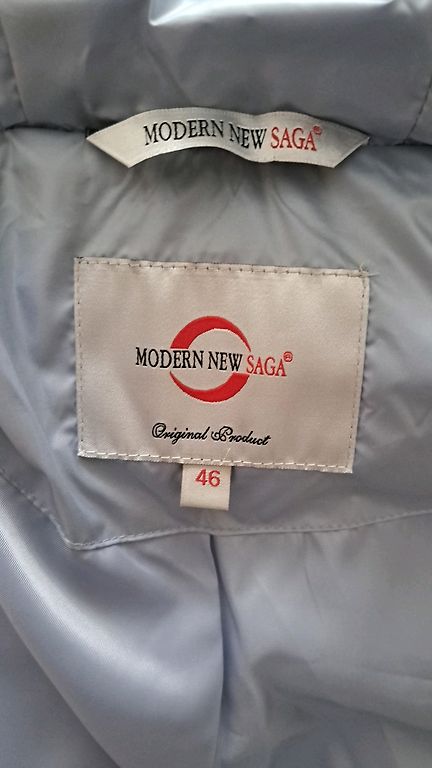 MODERN NEW SAGA®
MODERN NEW SAGA®
Original Product
46